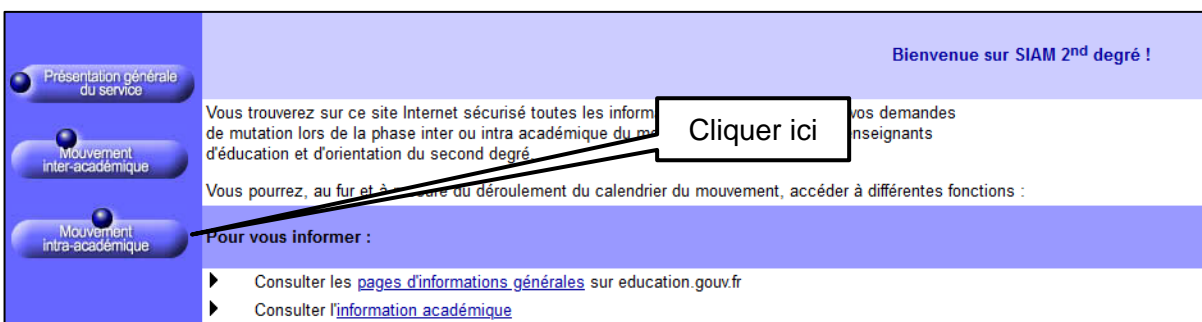 Bienvenue sur SIAM 2nd degré !
Présentation générale
du service
Mouvement
inter-académique
Mouvement
intra-académique
Vous trouverez sur ce site Internet sécurisé toutes les vos demandes
de mutation lors de la phase inter ou intra académique du enseignants
d'éducation et d'orientation du second degré.
Vous pourrez, au fur et à du déroulement du calendrier du mouvement, accéder à différentes fonctions :
Cliquer ici
Pour vous informer :
Consulter les pages d'informations générales sur education.gouv.fr
Consulter l'information académique